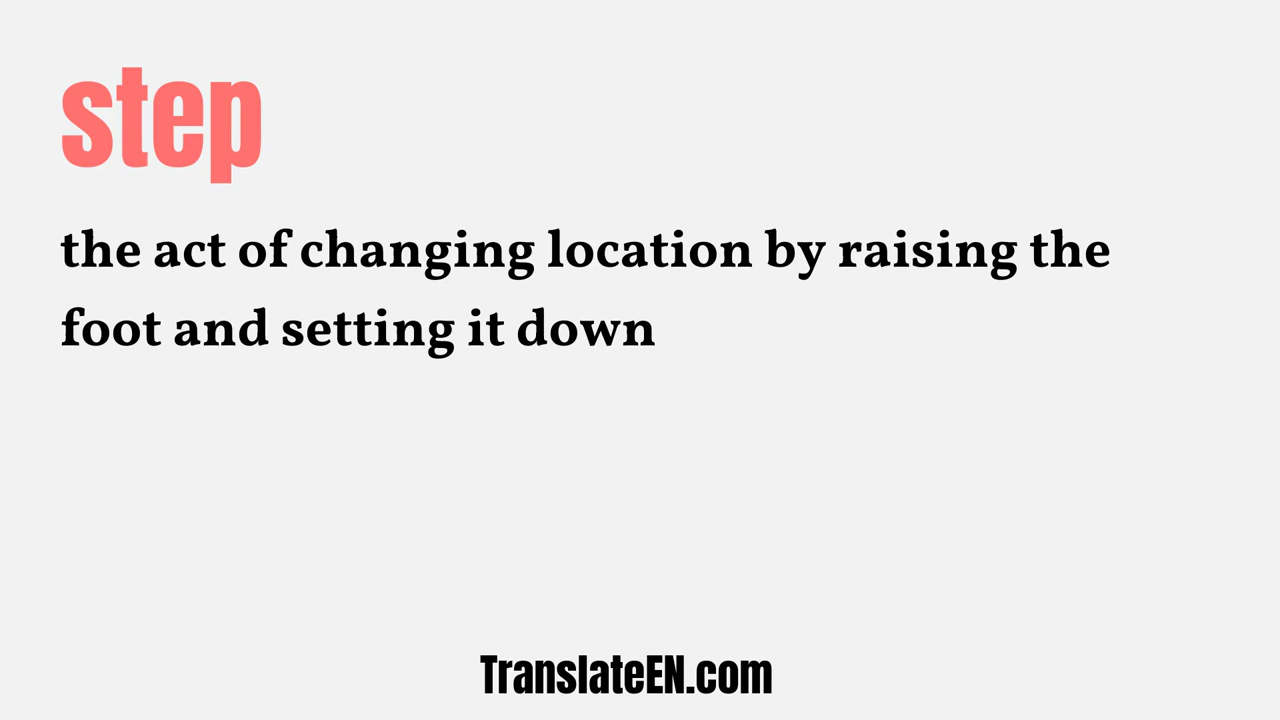 step
the act of changing location by raising the
foot and setting it down
TranslateEN.com